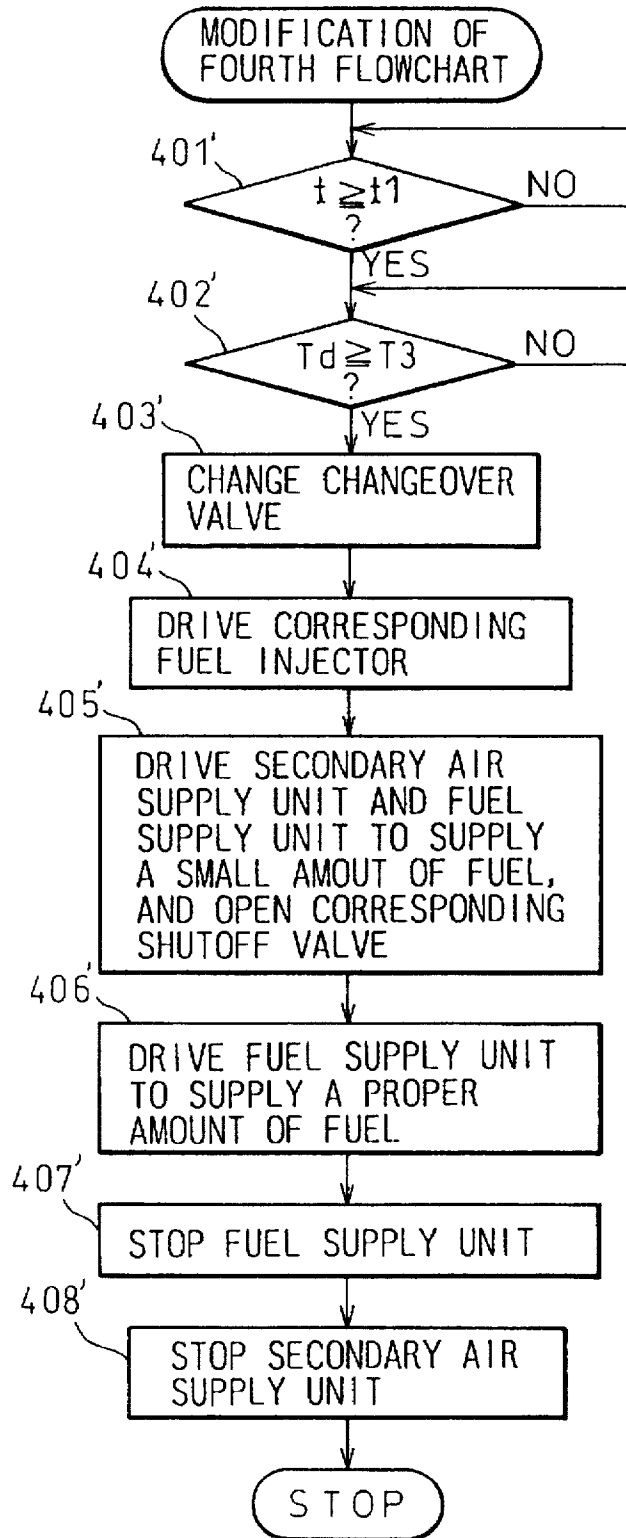 MODIFICATION OF
FOURTH FLOWCHART
401'
t ≧ t1
?
NO
YES
402'
Td ≧ T3
?
NO
YES
403'
CHANGE CHANGEOVER
VALVE
404'
DRIVE CORRESPONDING
FUEL INJECTOR
405'
DRIVE SECONDARY AIR
SUPPLY UNIT AND FUEL
SUPPLY UNIT TO SUPPLY
A SMALL AMOUT OF FUEL,
AND OPEN CORRESPONDING
SHUTOFF VALVE
406'
DRIVE FUEL SUPPLY UNIT
TO SUPPLY A PROPER
AMOUNT OF FUEL
407'
STOP FUEL SUPPLY UNIT
408'
STOP SECONDARY AIR
SUPPLY UNIT
STOP